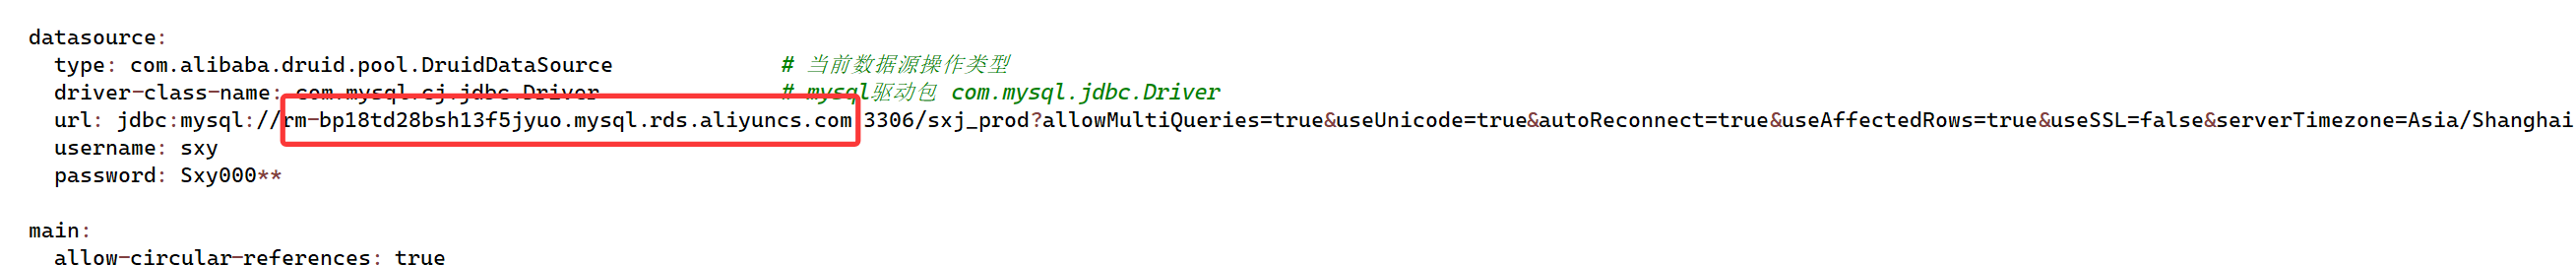 datasource:
type: com.alibaba.druid.pool.DruidDataSource # 当前数据源操作类型
driver-class-name: com.mysql.cj.jdbc.Driver # mysql驱动包 com.mysql.jdbc.Driver
url: jdbc:mysql://rm-bp18td28bsh13f5jyuo.mysql.rds.aliyuncs.com 3306/sxj_prod?allowMultiQueries=true&useUnicode=true&autoReconnect=true&useAffectedRows=true&useSSL=false&serverTimezone=Asia/Shanghai
username: sxy
password: Sxy000**
main:
allow-circular-references: true